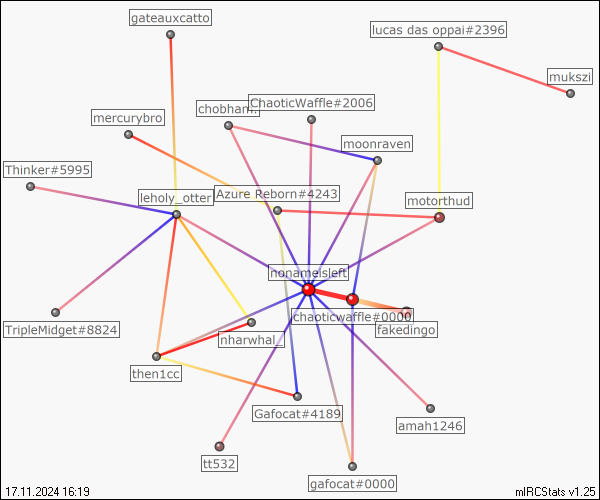 gateauxcatto
lucas das oppai#2396
mukszi
chobham
ChaoticWaffle#2006
mercurybro
moonraven
Thinker#5995
leholy_otter
Azure Reborn#4243
motorthud
nonameisleft
chaoticwaffle#0000
fakedingo
TripleMidget#8824
nharwhal_
then1cc
Gafocat#4189
amah1246
tt532
gafocat#0000
17.11.2024 16:19
mIRCStats v1.25